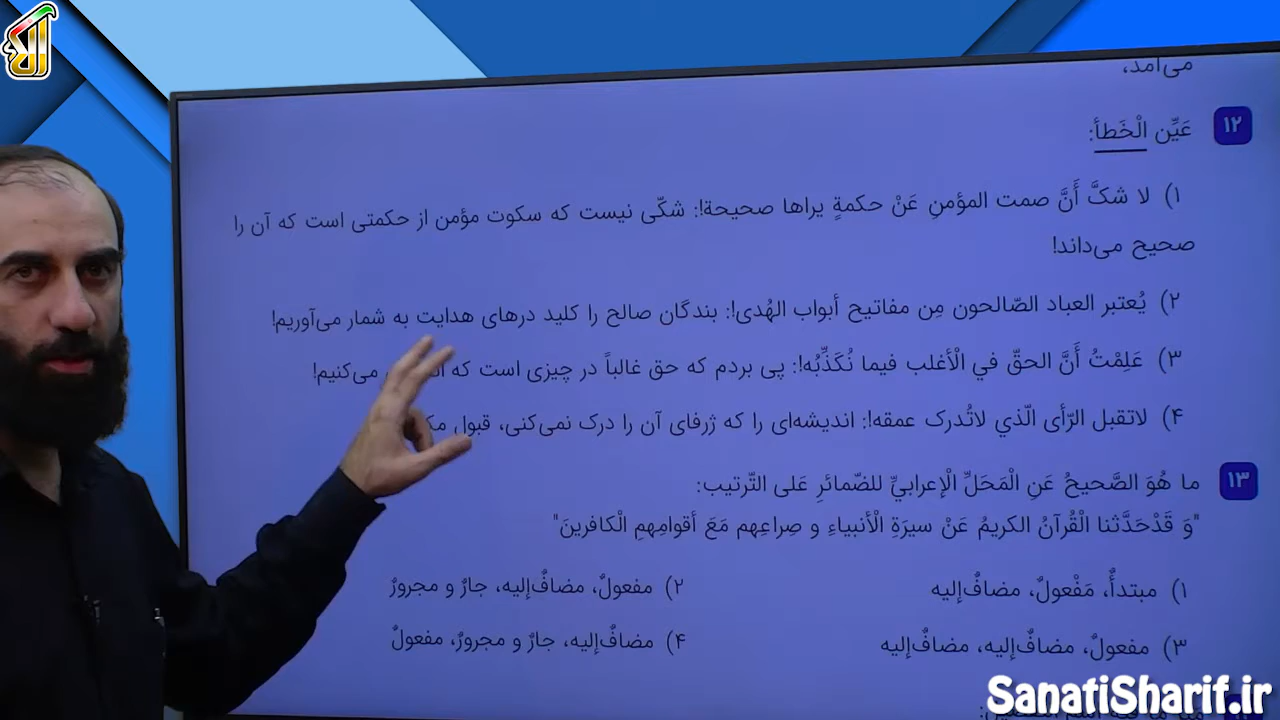 می‌آمد،
۱۲ عَیِّن الْخَطأ:
۱) لا شکَّ أَنَّ صمت المؤمنِ عَنْ حکمةٍ یراها صحیحة!: شکّی نیست که سکوت مؤمن از حکمتی است که آن را
صحیح می‌داند!
۲) یُعتبر العباد الصّالحون مِن مفاتیح أبواب الهُدی!: بندگان صالح را کلید درهای هدایت به شمار می‌آوریم!
۳) عَلِمْتُ أَنَّ الحقّ في الْأغلب فیما نُکَذِّبُه!: پی بردم که حق غالباً در چیزی است که می‌کنیم!
۴) لاتقبل الرّأی الّذي لاتُدرک عمقه!: اندیشه‌ای را که ژرفای آن را درک نمی‌کنی، قبول
۱۳ ما هُوَ الصَّحیحُ عَنِ الْمَحَلِّ الْإعرابيِّ للضّمائرِ عَلی التّرتیب:
"وَ قَدْحَدَّثنا الْقُرآنُ الکریمُ عَنْ سیرَةِ الْأنبیاءِ و صِراعِهم مَعَ أقوامِهمِ الْکافرینَ"
۱) مبتدأٌ، مَفْعولٌ، مضافٌ‌إلیه
۲) مفعولٌ، مضافٌ‌إلیه، جارٌ و مجرورٌ
۳) مفعولٌ، مضافٌ‌إلیه، مضافٌ‌إلیه
۴) مضافٌ‌إلیه، جارٌ و مجرورٌ، مفعولٌ
SanatiSharif.ir